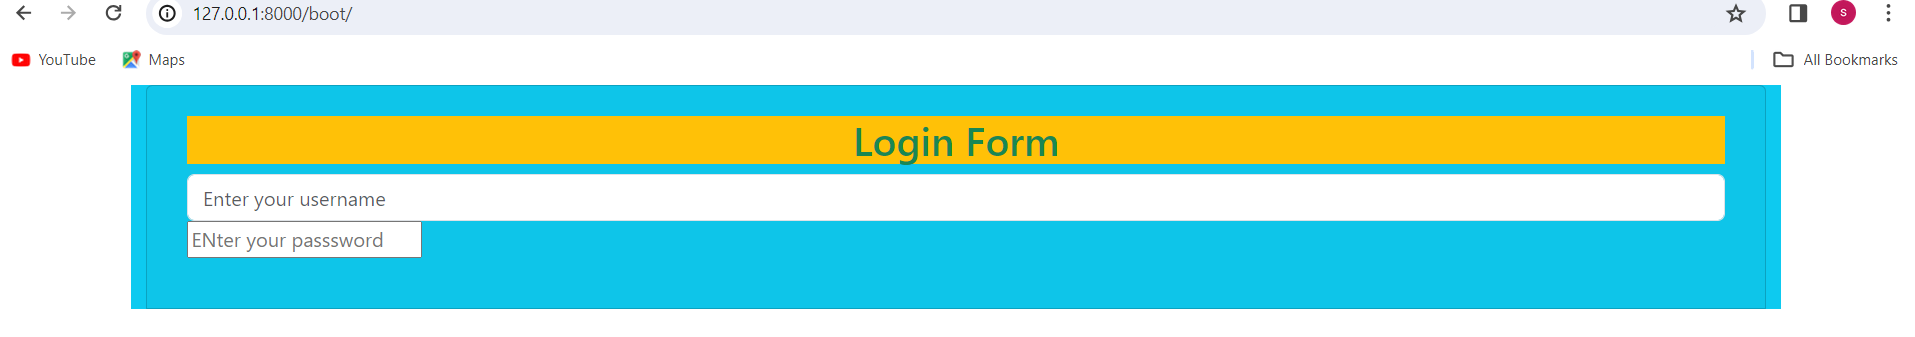 127.0.0.1:8000/boot/
S
YouTube Maps All Bookmarks
Login Form
Enter your username
ENter your passsword